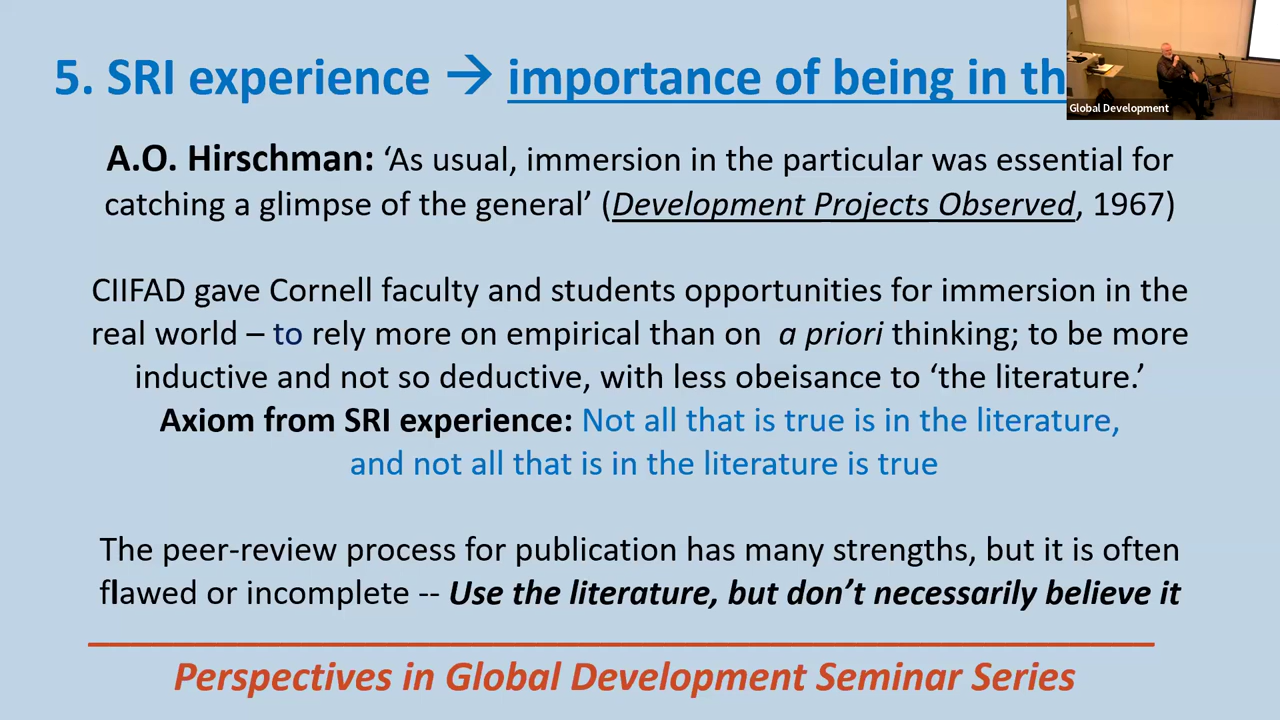 5. SRI experience → importance of being in th
Global Development
A.O. Hirschman: ‘As usual, immersion in the particular was essential for
catching a glimpse of the general’ (Development Projects Observed, 1967)
CIIFAD gave Cornell faculty and students opportunities for immersion in the
real world – to rely more on empirical than on a priori thinking; to be more
inductive and not so deductive, with less obeisance to ‘the literature.’
Axiom from SRI experience: Not all that is true is in the literature,
and not all that is in the literature is true
The peer-review process for publication has many strengths, but it is often
flawed or incomplete -- Use the literature, but don’t necessarily believe it
Perspectives in Global Development Seminar Series